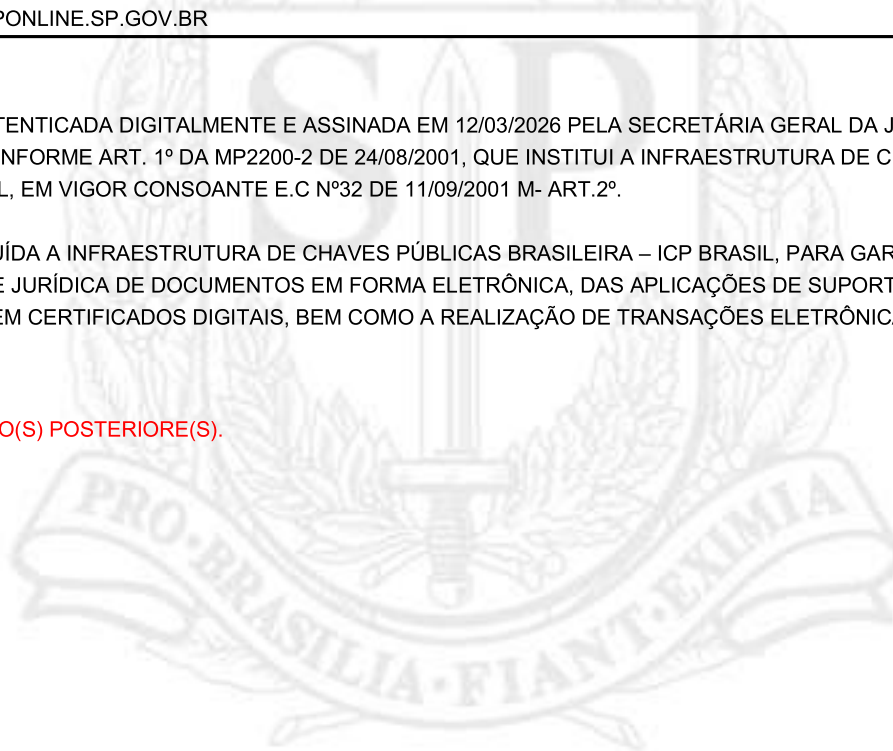 PONLINE.SP.GOV.BR
TENTICADA DIGITALMENTE E ASSINADA EM 12/03/2026 PELA SECRETÁRIA GERAL DA J
NFORME ART. 1º DA MP2200-2 DE 24/08/2001, QUE INSTITUI A INFRAESTRUTURA DE C
L, EM VIGOR CONSOANTE E.C Nº32 DE 11/09/2001 M- ART.2º.
UÍDA A INFRAESTRUTURA DE CHAVES PÚBLICAS BRASILEIRA – ICP BRASIL, PARA GAR
E JURÍDICA DE DOCUMENTOS EM FORMA ELETRÔNICA, DAS APLICAÇÕES DE SUPORT
EM CERTIFICADOS DIGITAIS, BEM COMO A REALIZAÇÃO DE TRANSAÇÕES ELETRÔNICA
O(S) POSTERIORE(S).
SP
PRO·BRASILIA·FIANT·EXIMIA